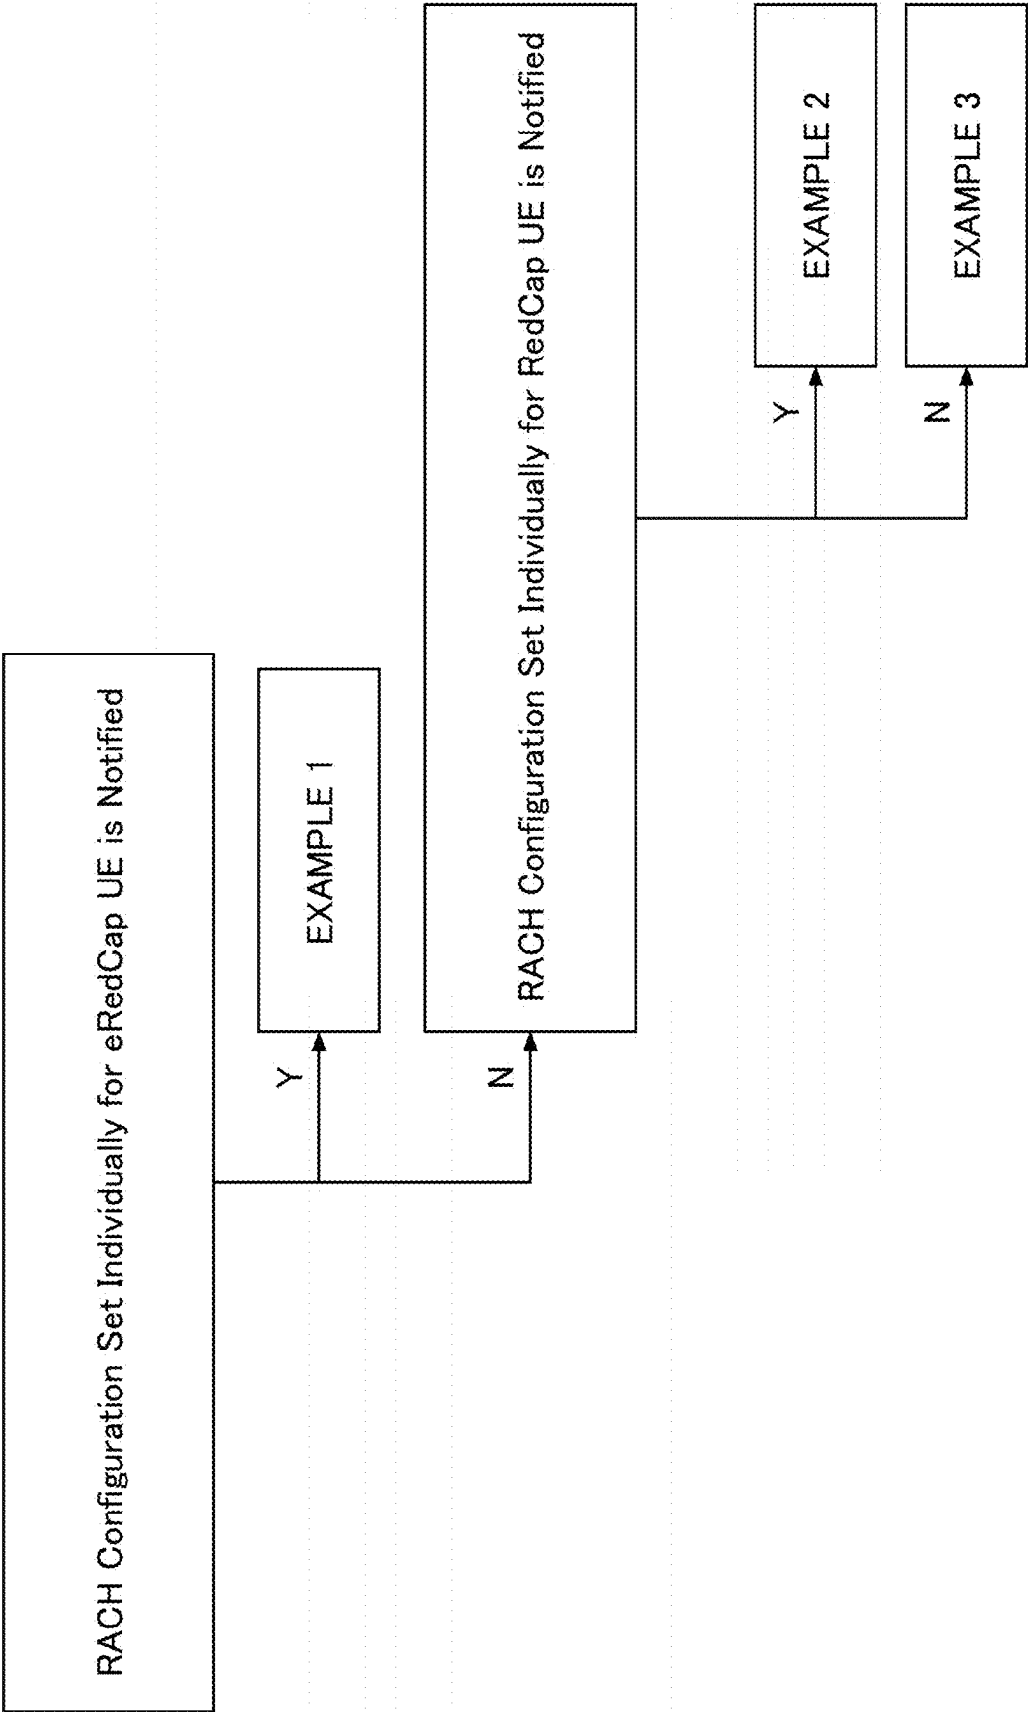 RACH Configuration Set Individually for eRedCap UE is Notified
Y
EXAMPLE 1
N
RACH Configuration Set Individually for RedCap UE is Notified
Y
EXAMPLE 2
N
EXAMPLE 3